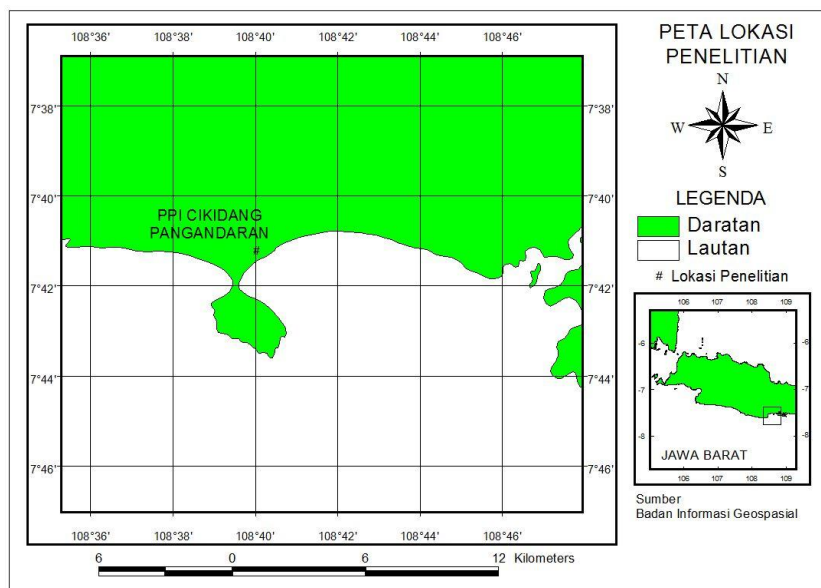 108°36' 108°38' 108°40' 108°42' 108°44' 108°46'
7°38' 7°38'
7°40' 7°40'
PPI CIKIDANG
PANGANDARAN
#
7°42' 7°42'
7°44' 7°44'
7°46' 7°46'
108°36' 108°38' 108°40' 108°42' 108°44' 108°46'
6 0 6 12 Kilometers
PETA LOKASI
PENELITIAN
N
W E
S
LEGENDA
Daratan
Lautan
# Lokasi Penelitian
106 107 108 109
-6 -6
-7 -7
-8 -8
JAWA BARAT
106 107 108 109
Sumber
Badan Informasi Geospasial